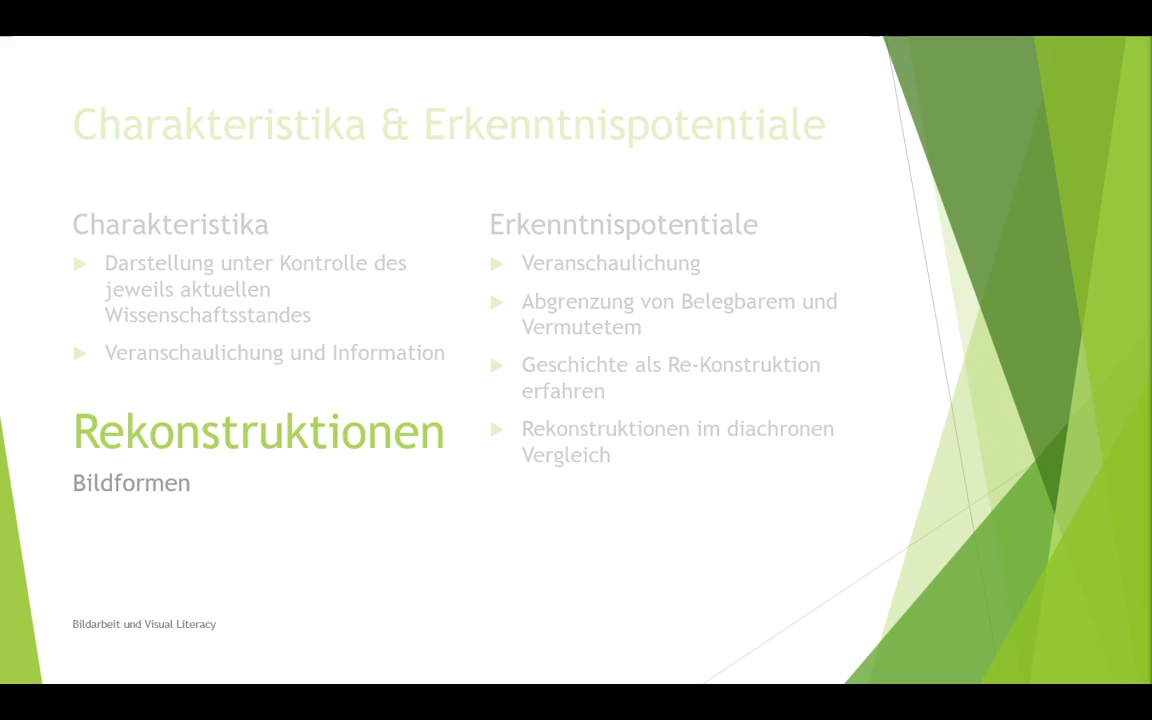 Charakteristika & Erkenntnispotentiale
Charakteristika
Darstellung unter Kontrolle des
jeweils aktuellen
Wissenschaftsstandes
Veranschaulichung und Information
Erkenntnispotentiale
Veranschaulichung
Abgrenzung von Belegbarem und
Vermutetem
Geschichte als Re-Konstruktion
erfahren
Rekonstruktionen im diachronen
Vergleich
Rekonstruktionen
Bildformen
Bildarbeit und Visual Literacy